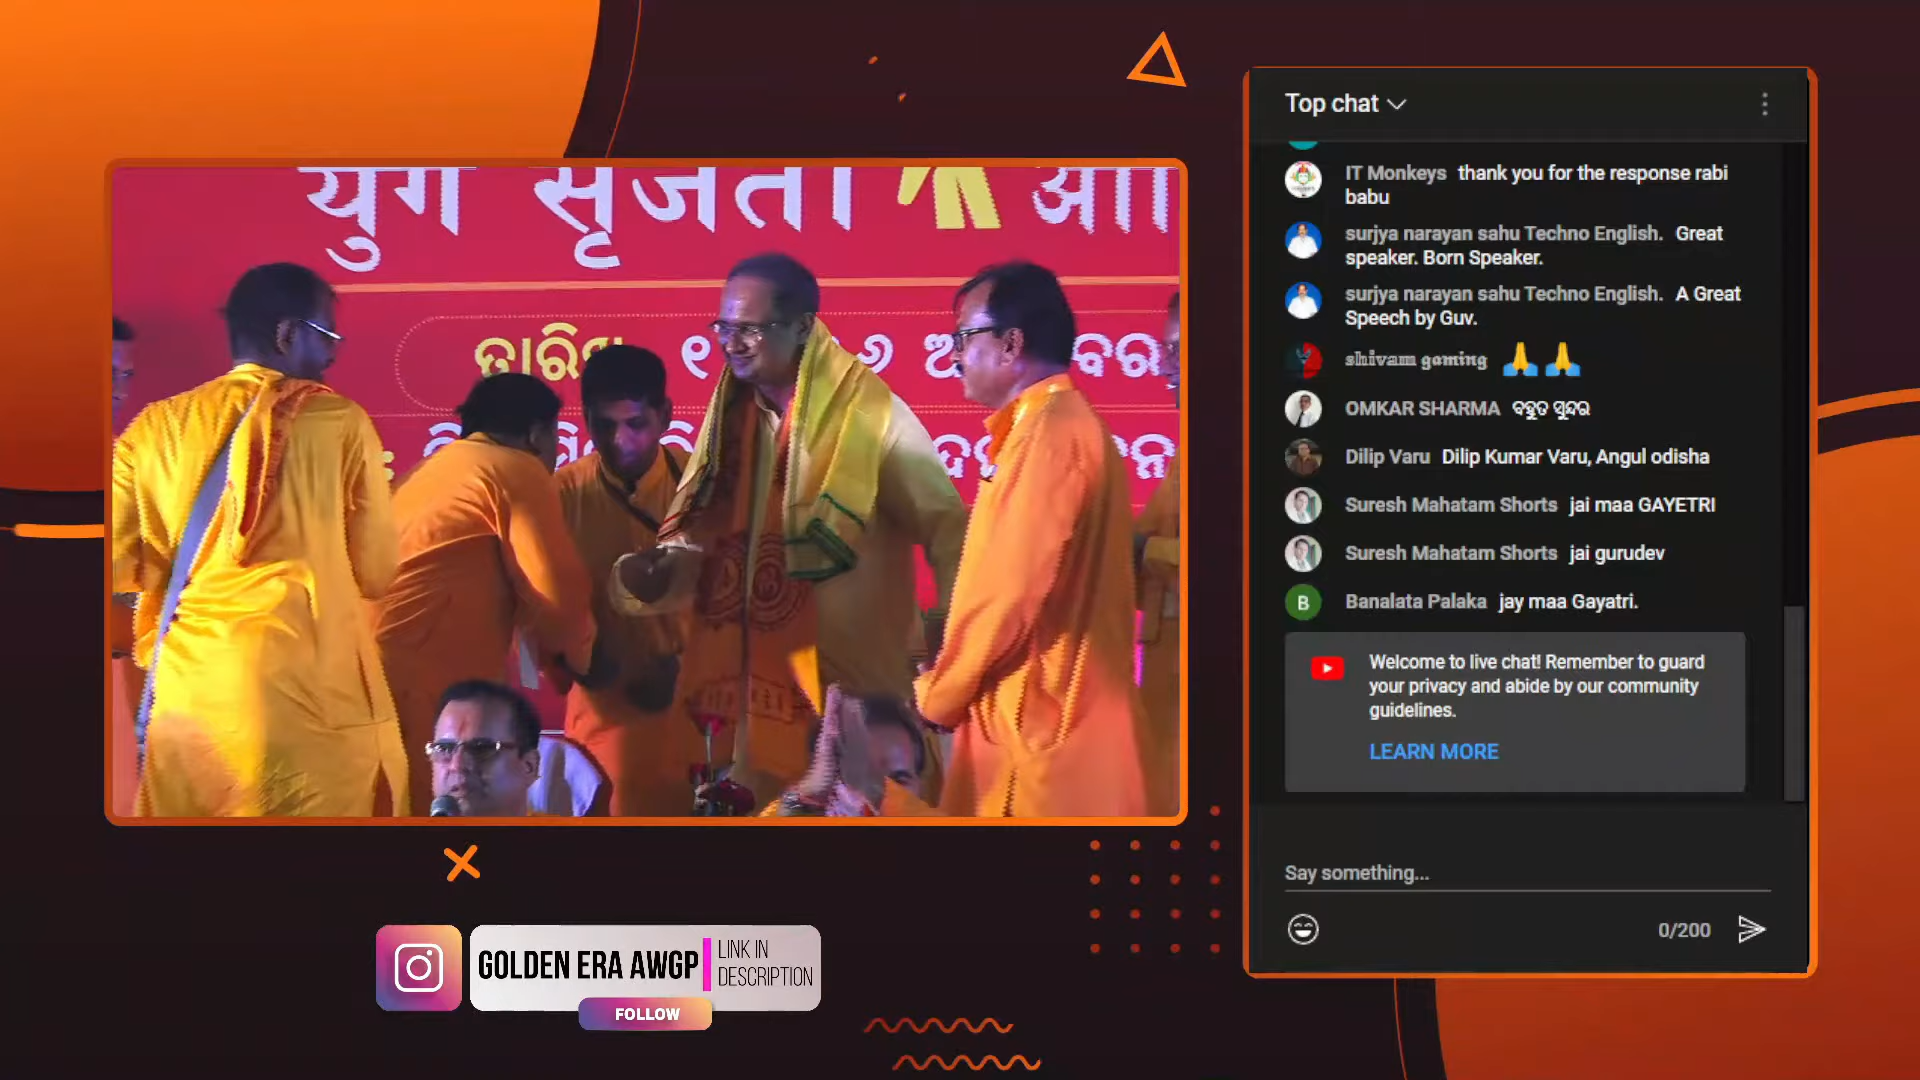 युग सृजेता
ତାରିଖ
Top chat
IT Monkeys thank you for the response rabi
babu
surjya narayan sahu Techno English. Great
speaker. Born Speaker.
surjya narayan sahu Techno English. A Great
Speech by Guv.
shivam gaming 🙏 🙏
OMKAR SHARMA ବହୁତ ସୁନ୍ଦର
Dilip Varu Dilip Kumar Varu, Angul odisha
Suresh Mahatam Shorts jai maa GAYETRI
Suresh Mahatam Shorts jai gurudev
B Banalata Palaka jay maa Gayatri.
Welcome to live chat! Remember to guard
your privacy and abide by our community
guidelines.
LEARN MORE
Say something...
0/200
GOLDEN ERA AWGP
LINK IN
DESCRIPTION
FOLLOW